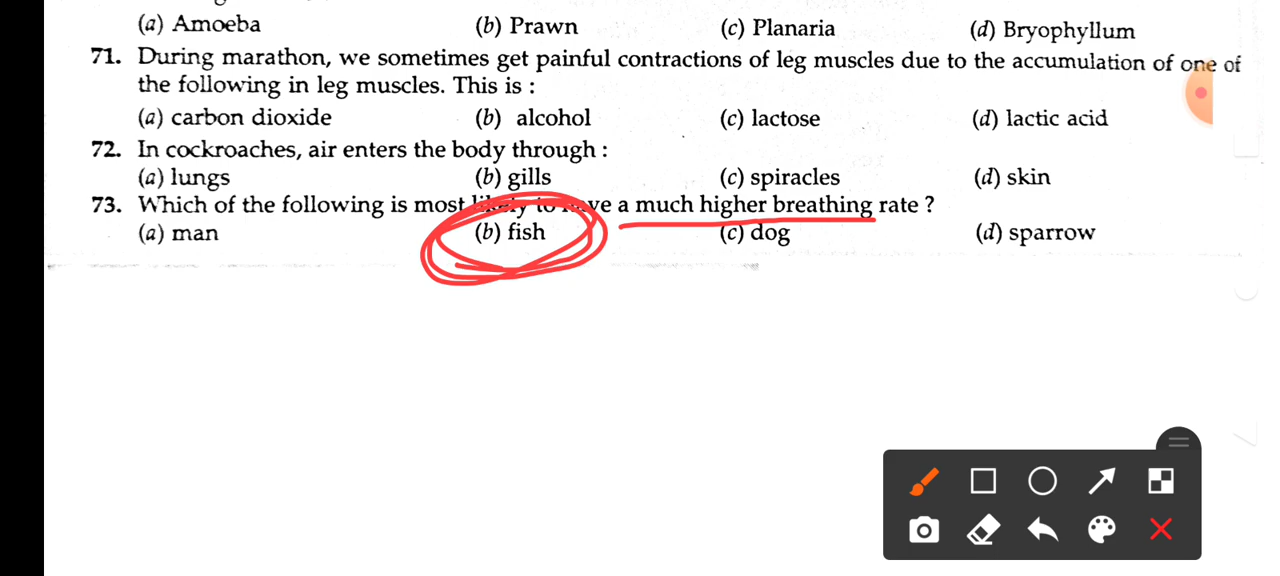 (a) Amoeba (b) Prawn (c) Planaria (d) Bryophyllum
71. During marathon, we sometimes get painful contractions of leg muscles due to the accumulation of one of
the following in leg muscles. This is :
(a) carbon dioxide (b) alcohol (c) lactose (d) lactic acid
72. In cockroaches, air enters the body through :
(a) lungs (b) gills (c) spiracles (d) skin
73. Which of the following is most likely to have a much higher breathing rate ?
(a) man (b) fish (c) dog (d) sparrow